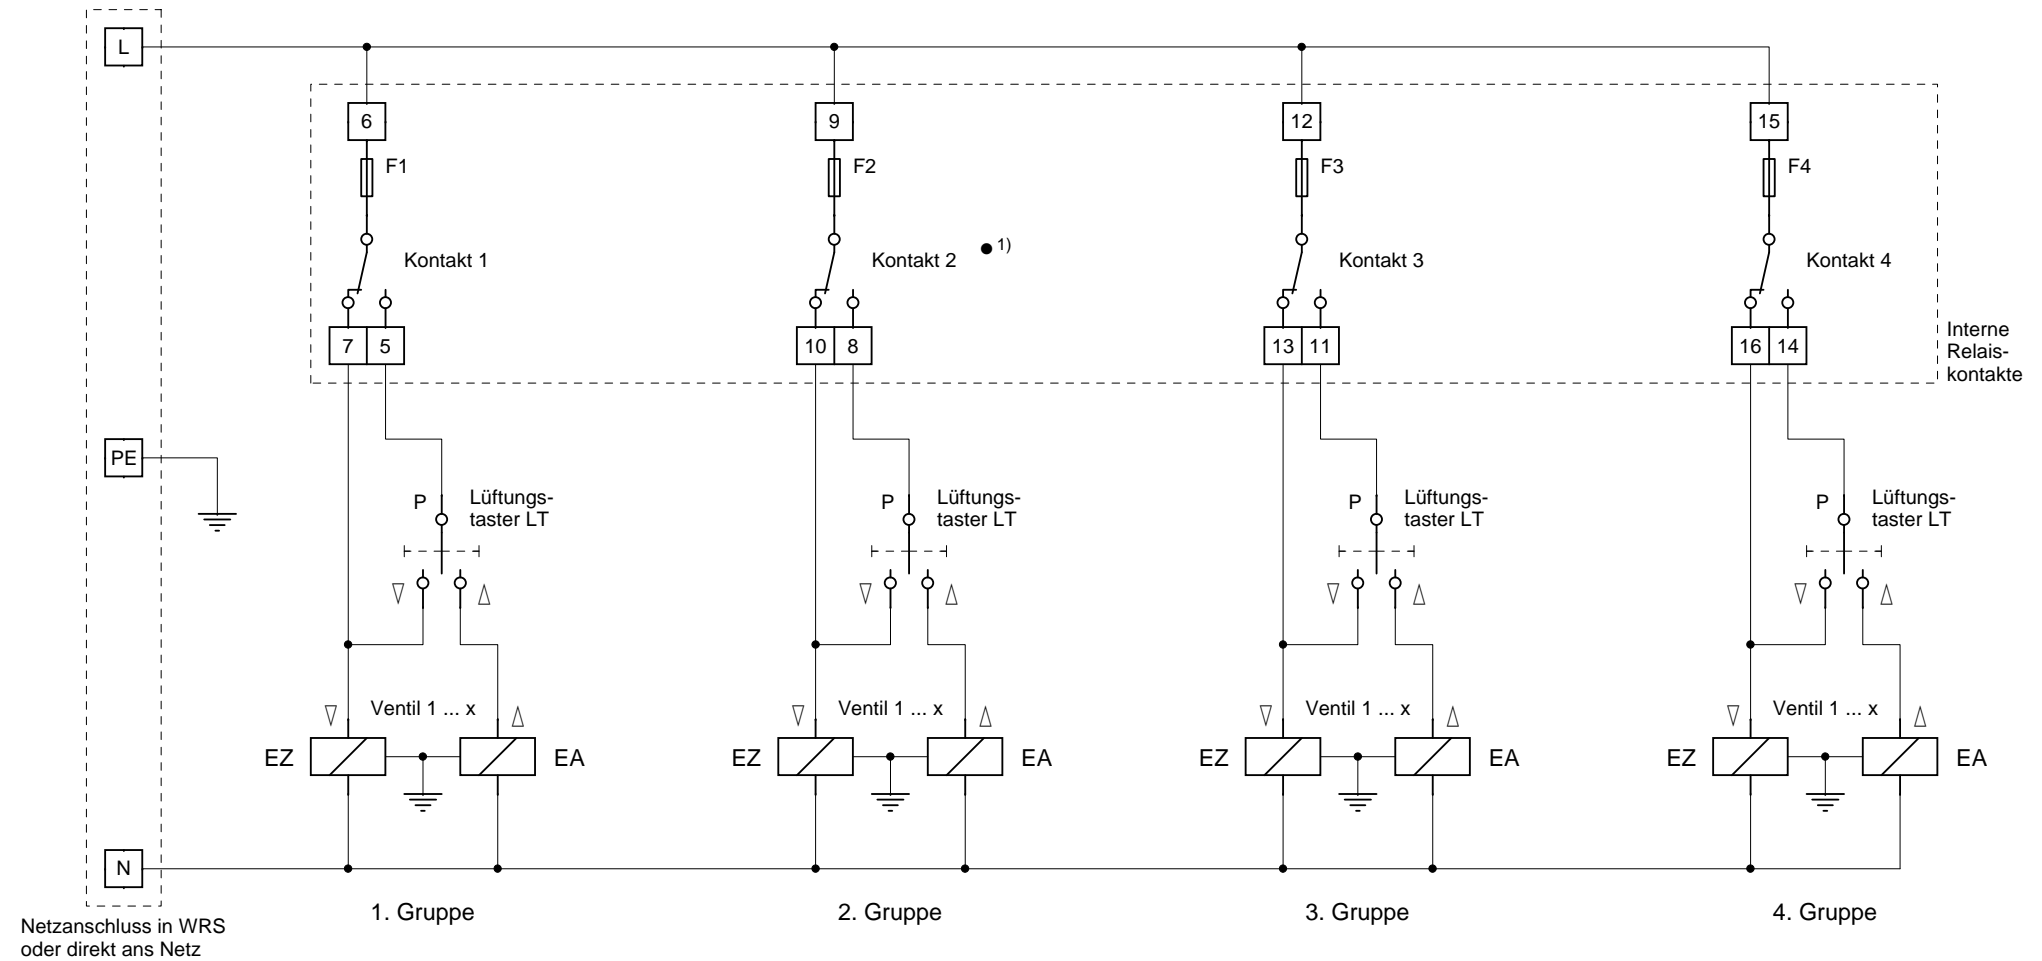 L
6
9
12
15
F1
F2
F3
F4
Kontakt 1
Kontakt 2 ● 1)
Kontakt 3
Kontakt 4
7 5
10 8
13 11
16 14
Interne
Relais-
kontakte
PE
P
Lüftungs-
taster LT
P
Lüftungs-
taster LT
P
Lüftungs-
taster LT
P
Lüftungs-
taster LT
Ventil 1 ... x
Ventil 1 ... x
Ventil 1 ... x
Ventil 1 ... x
EZ
EA
EZ
EA
EZ
EA
EZ
EA
N
1. Gruppe
2. Gruppe
3. Gruppe
4. Gruppe
Netzanschluss in WRS
oder direkt ans Netz